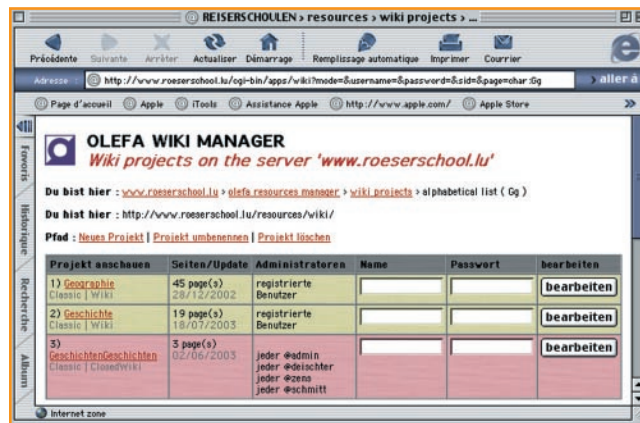 REISERSCHOULEN › resources › wiki projects › ...
Précédente Suivante Arrêter Actualiser Démarrage Remplissage automatique Imprimer Courrier
Adresse : http://www.roeserschool.lu/cgi-bin/apps/wiki?mode=&username=&password=&sid=&page=char:Gg › aller à
Page d'accueil Apple iTools Assistance Apple http://www.apple.com/ Apple Store »
Favoris
Historique
Recherche
Album
OLEFA WIKI MANAGER
Wiki projects on the server 'www.roeserschool.lu'
Du bist hier : www.roeserschool.lu › olefa resources manager › wiki projects › alphabetical list ( Gg )
Du bist hier : http://www.roeserschool.lu/resources/wiki/
Pfad : Neues Projekt | Projekt umbenennen | Projekt löschen
Projekt anschauen Seiten/Update Administratoren Name Passwort bearbeiten
1) Geographie 45 page(s) registrierte bearbeiten
Classic | Wiki 28/12/2002 Benutzer
2) Geschichte 19 page(s) registrierte bearbeiten
Classic | Wiki 18/07/2003 Benutzer
3) 3 page(s) bearbeiten
GeschichtenGeschichten 02/06/2003 jeder @admin
Classic | ClosedWiki jeder @deischter
jeder @zens
jeder @schmitt
Internet zone